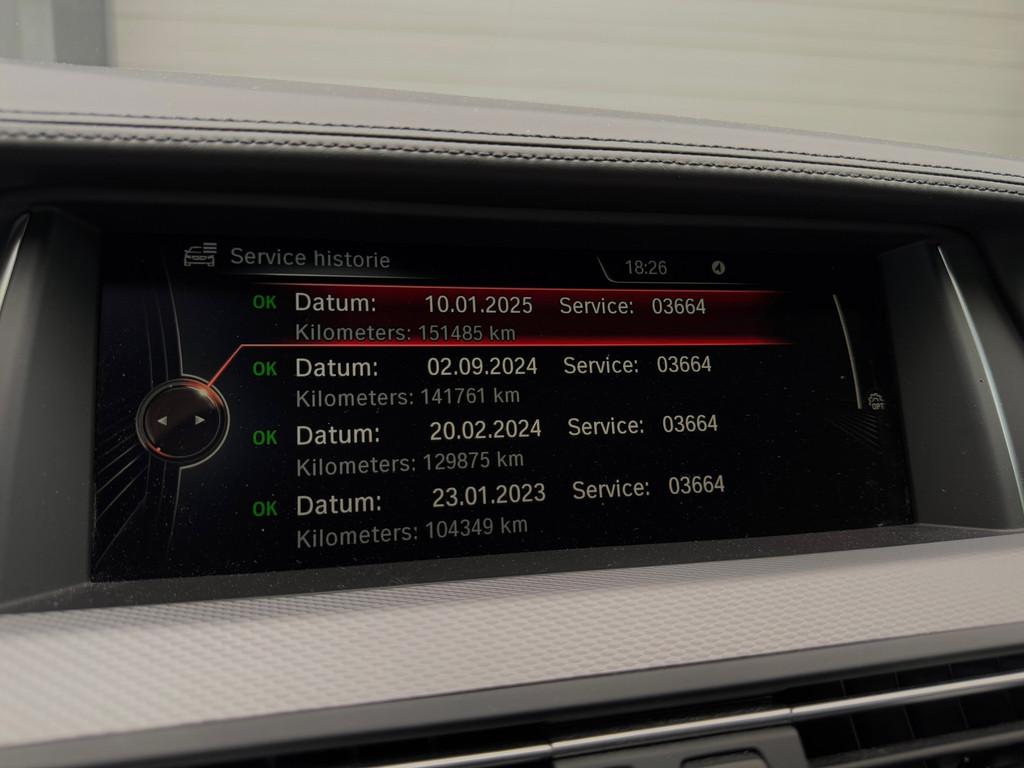 Service historie
18:26
OK Datum: 10.01.2025 Service: 03664
Kilometers: 151485 km
OK Datum: 02.09.2024 Service: 03664
Kilometers: 141761 km
OK Datum: 20.02.2024 Service: 03664
Kilometers: 129875 km
OK Datum: 23.01.2023 Service: 03664
Kilometers: 104349 km
OPT